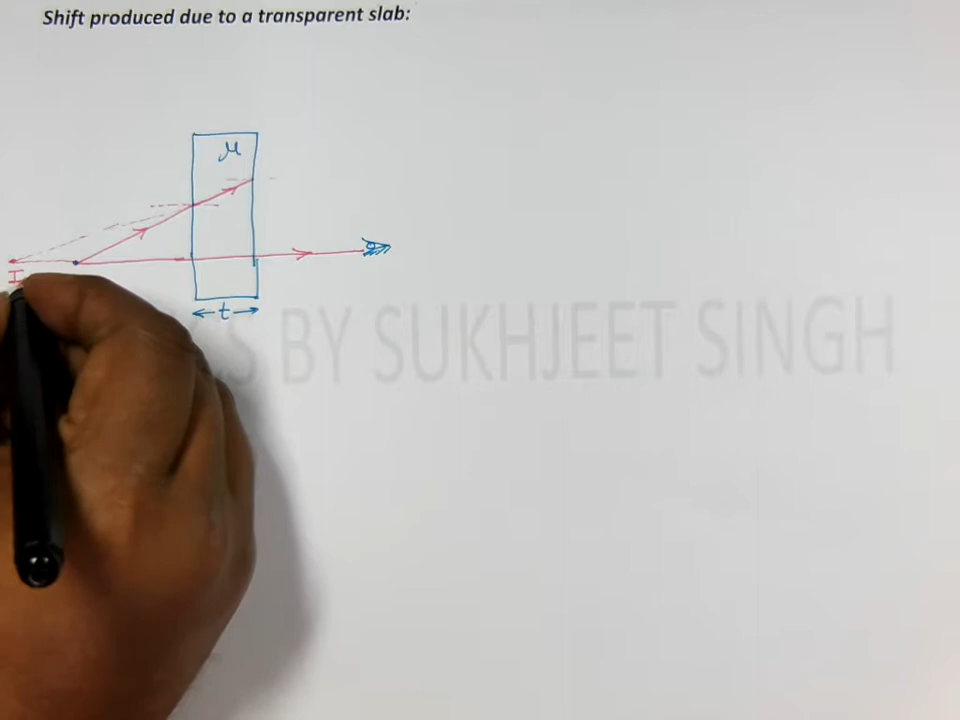 Shift produced due to a transparent slab:
μ
I
t
BY SUKHJEET SINGH